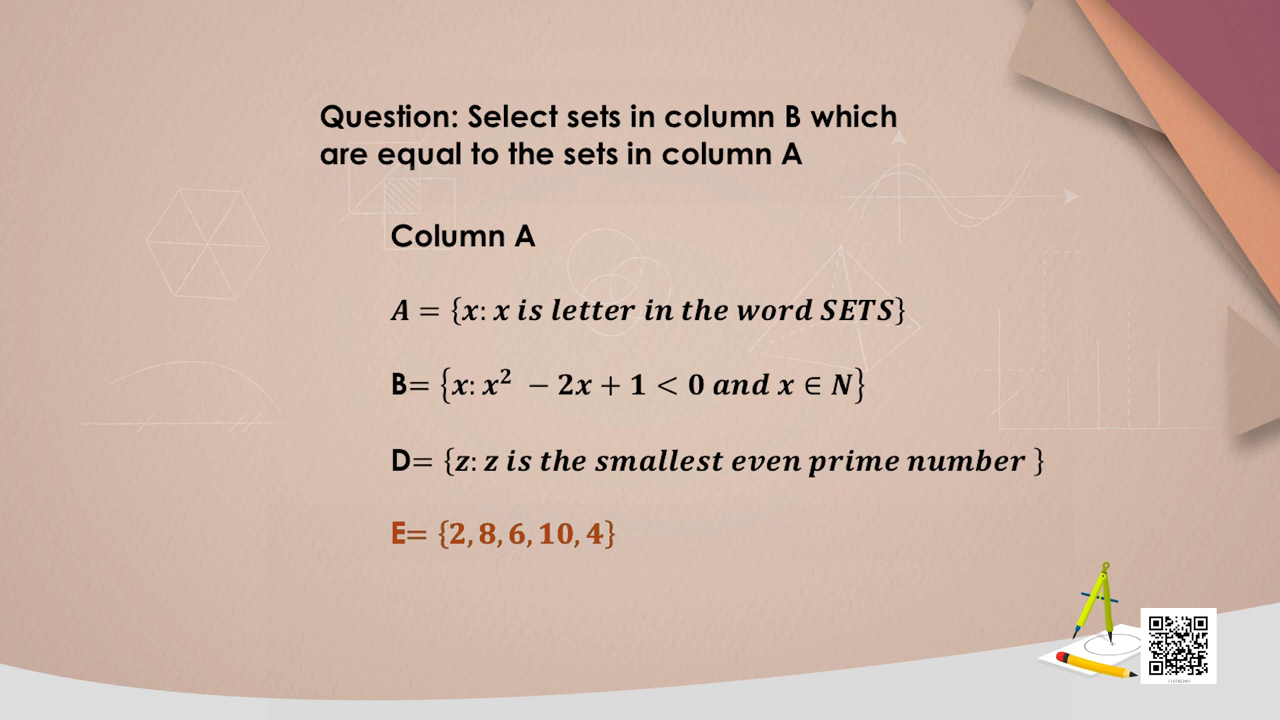 Question: Select sets in column B which
are equal to the sets in column A
Column A
A = {x: x is letter in the word SETS}
B= {x: x² − 2x + 1 < 0 and x ∈ N}
D= {z: z is the smallest even prime number }
E= {2, 8, 6, 10, 4}